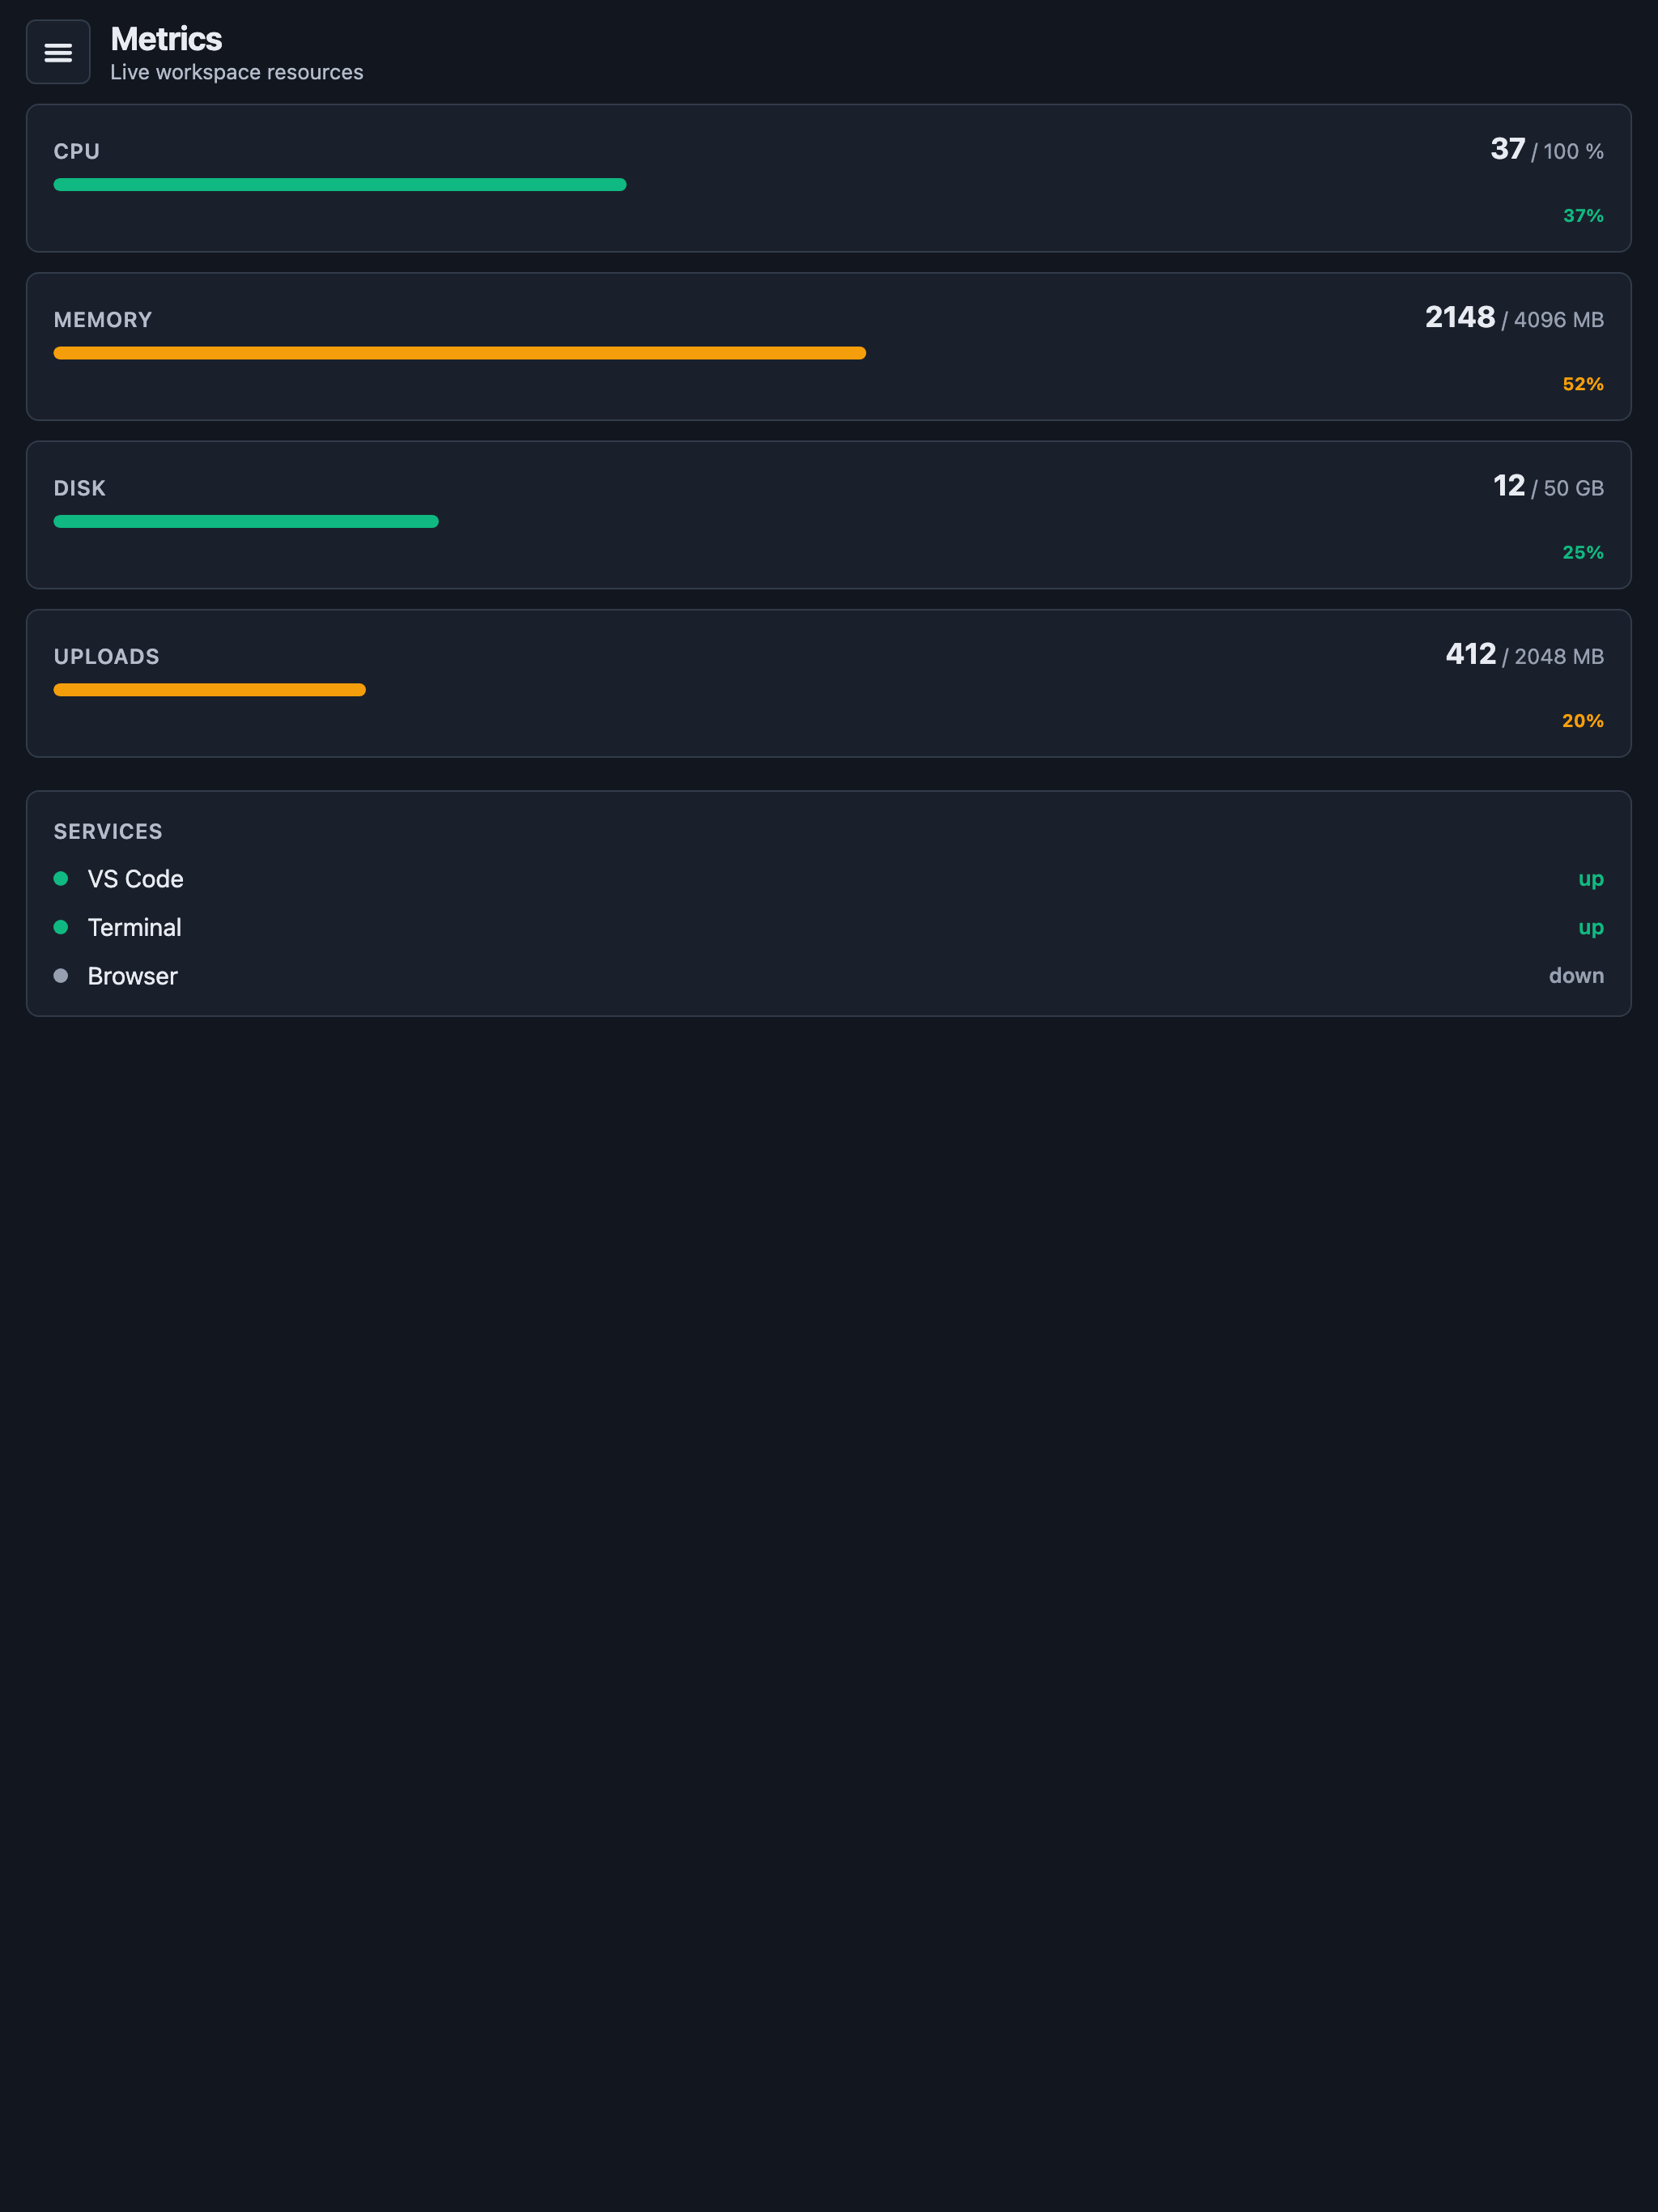 Metrics
Live workspace resources
CPU 37 / 100 %
37%
MEMORY 2148 / 4096 MB
52%
DISK 12 / 50 GB
25%
UPLOADS 412 / 2048 MB
20%
SERVICES
VS Code up
Terminal up
Browser down